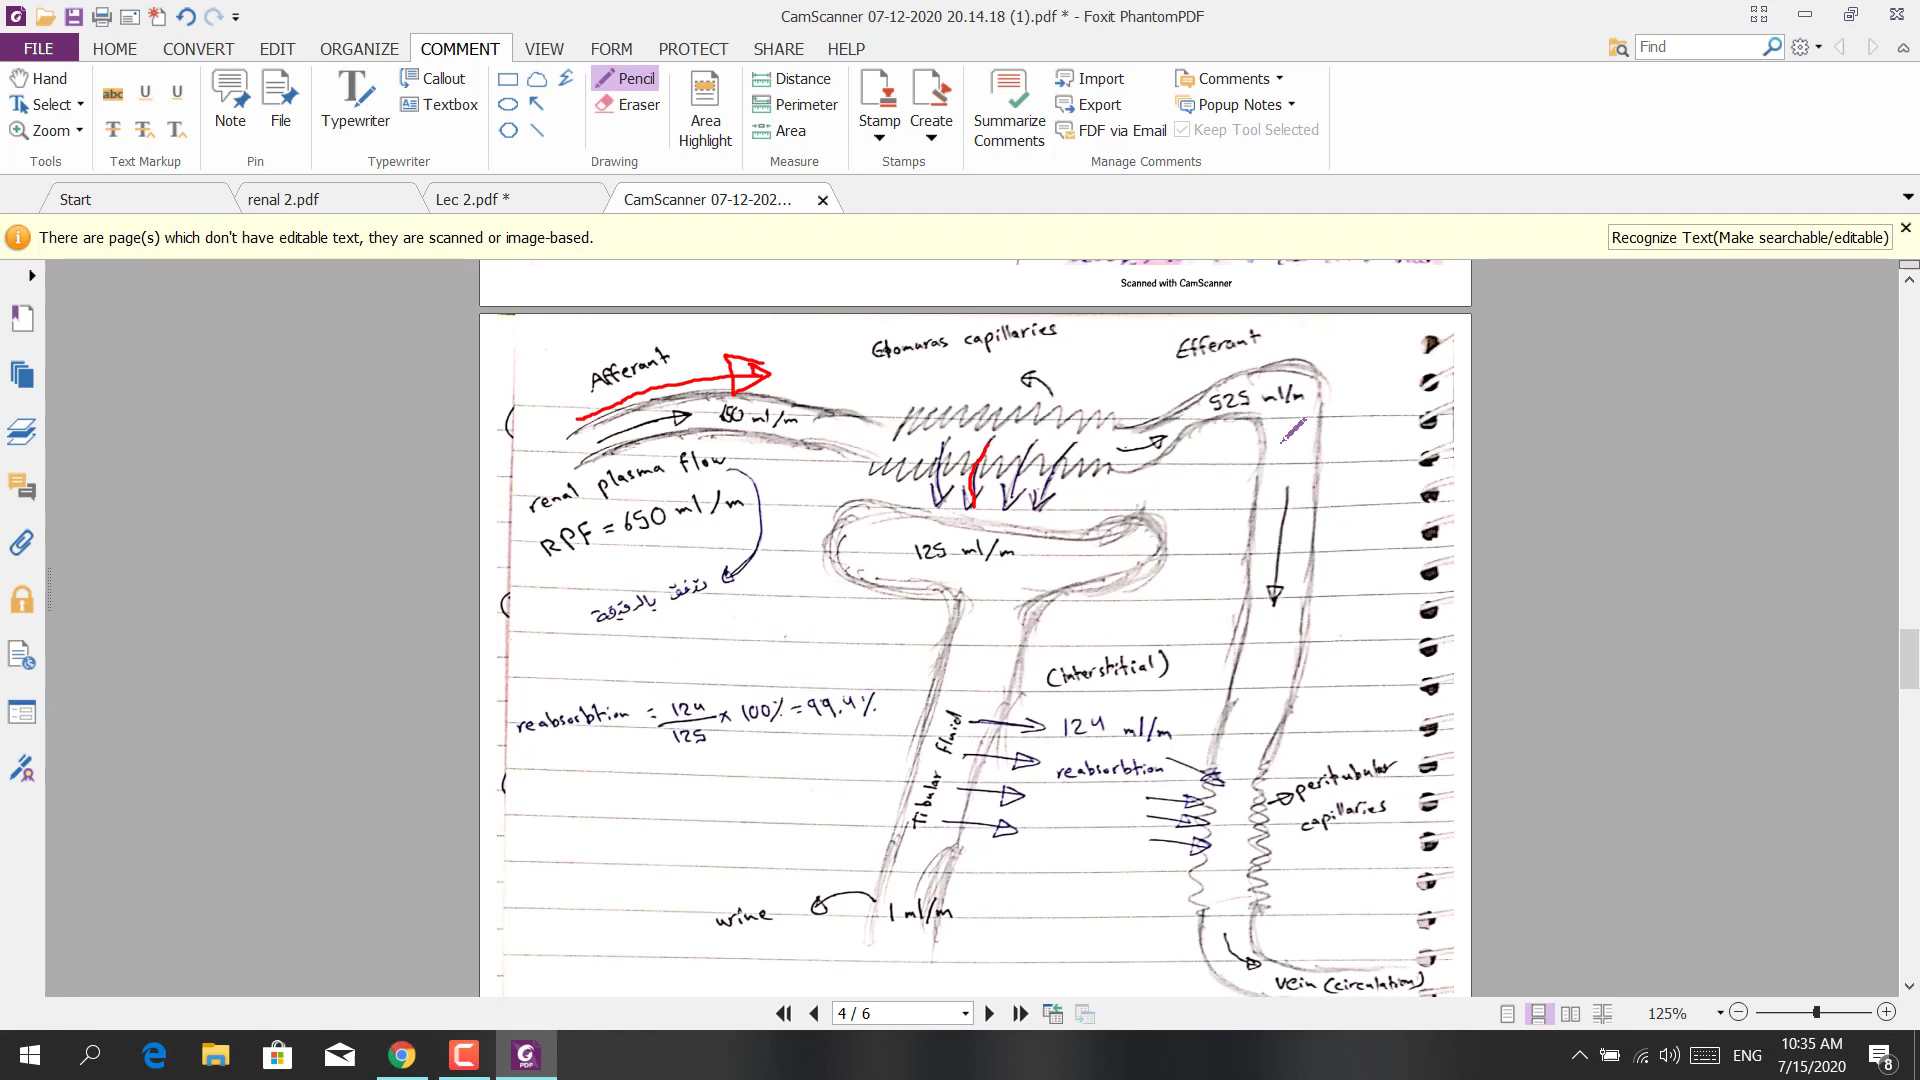 CamScanner 07-12-2020 20.14.18 (1).pdf * - Foxit PhantomPDF
FILE HOME CONVERT EDIT ORGANIZE COMMENT VIEW FORM PROTECT SHARE HELP Find
Hand
Select
Zoom
Tools
abc U U
T T T
Text Markup
Note
File
Pin
Typewriter
Callout
Textbox
Typewriter
Pencil
Eraser
Drawing
Area
Highlight
Distance
Perimeter
Area
Measure
Stamp
Create
Stamps
Summarize
Comments
Import
Export
FDF via Email
Comments
Popup Notes
Keep Tool Selected
Manage Comments
Start renal 2.pdf Lec 2.pdf * CamScanner 07-12-202...
There are page(s) which don't have editable text, they are scanned or image-based. Recognize Text(Make searchable/editable)
Scanned with CamScanner
Afferant
Glomuras capillaries
Efferant
650 ml/m
525 ml/m
renal plasma flow
RPF = 650 ml/m
تدفق بالدقيقة
125 ml/m
(Interstitial)
reabsorbtion = 124/125 x 100% = 99.4%
Tibular fluid
124 ml/m
reabsorbtion
peritubular
capillaries
urine
1 ml/m
vein (circulation)
4 / 6
125%
ENG
10:35 AM
7/15/2020
8
PDF